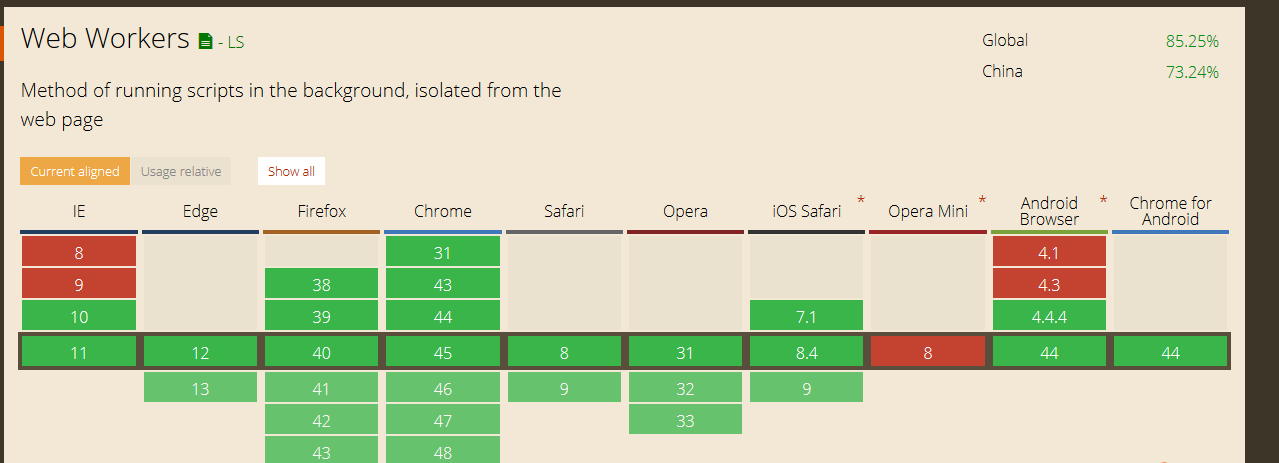 Web Workers - LS
Global 85.25%
China 73.24%
Method of running scripts in the background, isolated from the
web page
Current aligned Usage relative Show all
IE Edge Firefox Chrome Safari Opera iOS Safari * Opera Mini * Android Browser * Chrome for Android
8 31 4.1
9 38 43 4.3
10 39 44 7.1 4.4.4
11 12 40 45 8 31 8.4 8 44 44
13 41 46 9 32 9
42 47 33
43 48